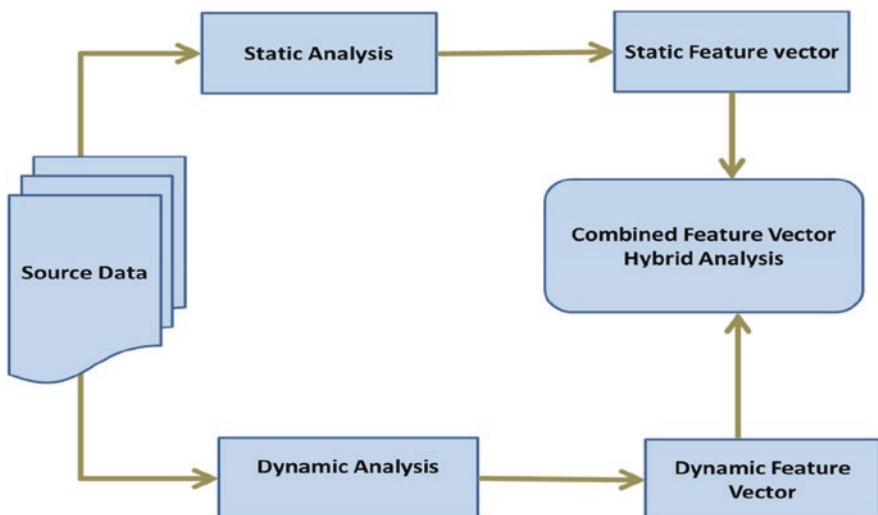 Static Analysis
Static Feature vector
Source Data
Combined Feature Vector
Hybrid Analysis
Dynamic Analysis
Dynamic Feature
Vector